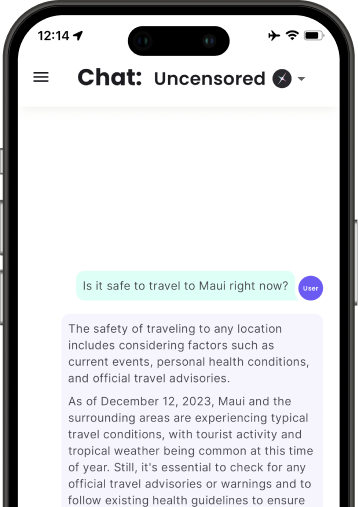 12:14
Chat: Uncensored
Is it safe to travel to Maui right now?
User
The safety of traveling to any location
includes considering factors such as
current events, personal health conditions,
and official travel advisories.
As of December 12, 2023, Maui and the
surrounding areas are experiencing typical
travel conditions, with tourist activity and
tropical weather being common at this time
of year. Still, it's essential to check for any
official travel advisories or warnings and to
follow existing health guidelines to ensure